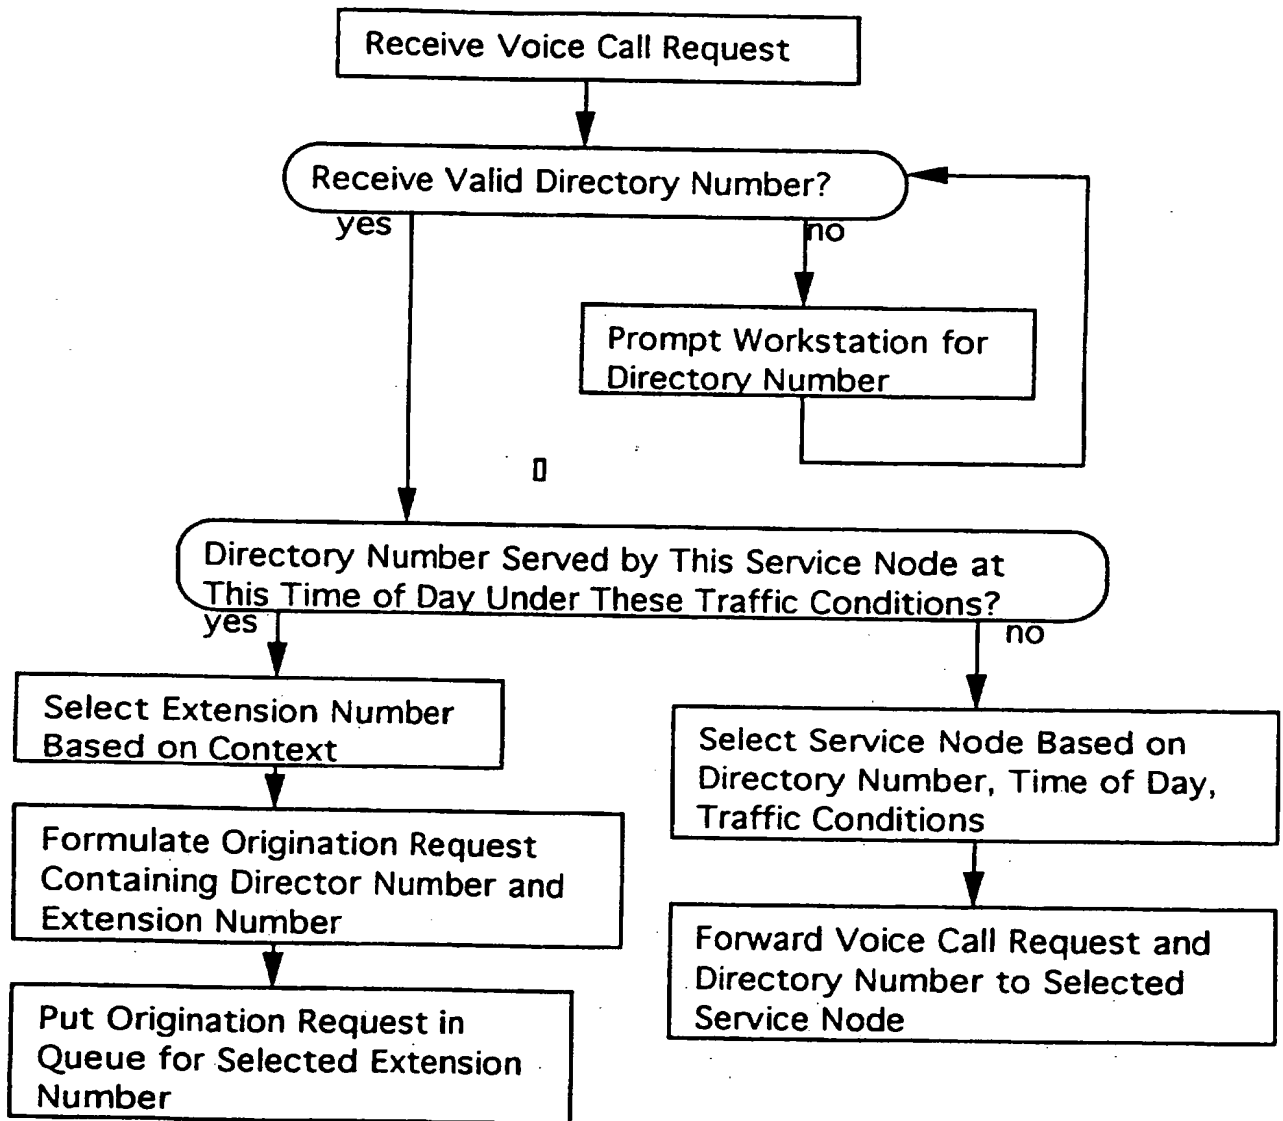 Receive Voice Call Request
Receive Valid Directory Number?
yes
no
Prompt Workstation for
Directory Number
Directory Number Served by This Service Node at
This Time of Day Under These Traffic Conditions?
yes
no
Select Extension Number
Based on Context
Select Service Node Based on
Directory Number, Time of Day,
Traffic Conditions
Formulate Origination Request
Containing Director Number and
Extension Number
Forward Voice Call Request and
Directory Number to Selected
Service Node
Put Origination Request in
Queue for Selected Extension
Number